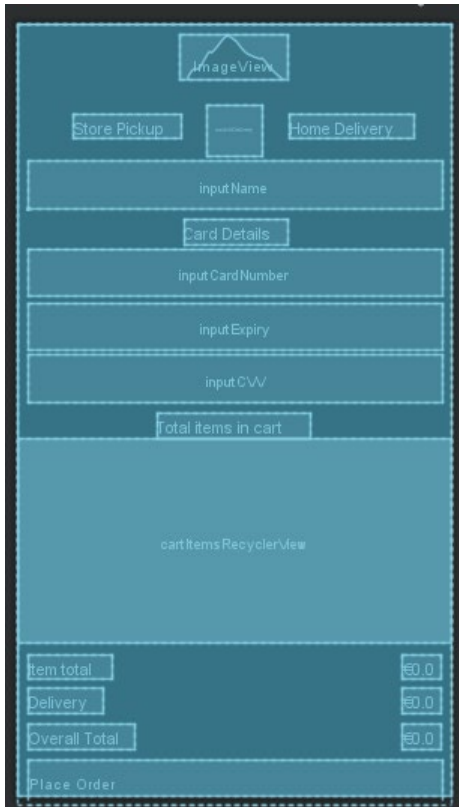 ImageView
Store Pickup
Home Delivery
inputName
Card Details
inputCardNumber
inputExpiry
inputCVV
Total items in cart
cartItemsRecyclerView
Item total
€0.0
Delivery
€0.0
Overall Total
€0.0
Place Order